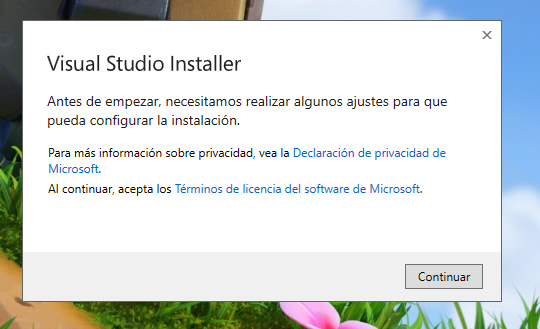 Visual Studio Installer
Antes de empezar, necesitamos realizar algunos ajustes para que
pueda configurar la instalación.
Para más información sobre privacidad, vea la Declaración de privacidad de
Microsoft.
Al continuar, acepta los Términos de licencia del software de Microsoft.
Continuar